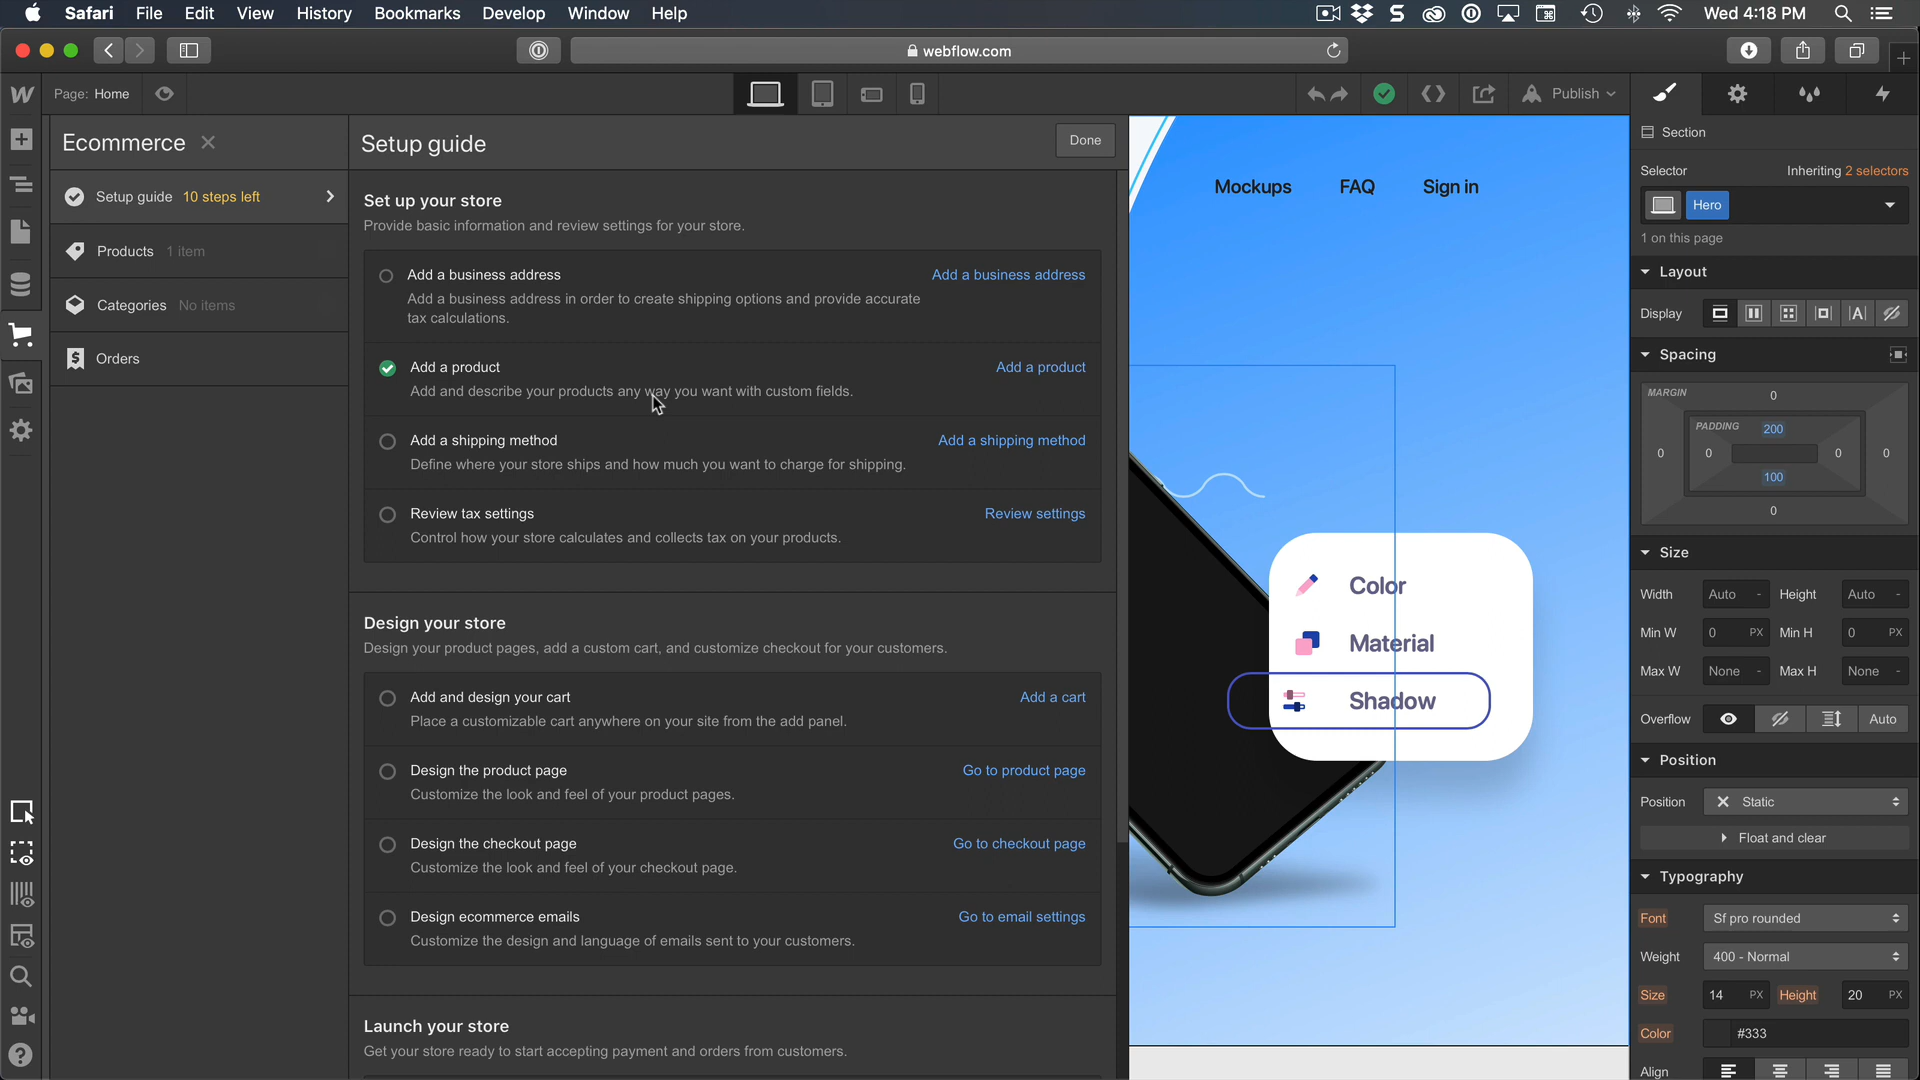 Safari File Edit View History Bookmarks Develop Window Help Wed 4:18 PM
webflow.com
Page: Home Publish
Ecommerce
Setup guide 10 steps left
Products 1 item
Categories No items
Orders
Setup guide Done
Set up your store
Provide basic information and review settings for your store.
Add a business address Add a business address
Add a business address in order to create shipping options and provide accurate
tax calculations.
Add a product Add a product
Add and describe your products any way you want with custom fields.
Add a shipping method Add a shipping method
Define where your store ships and how much you want to charge for shipping.
Review tax settings Review settings
Control how your store calculates and collects tax on your products.
Design your store
Design your product pages, add a custom cart, and customize checkout for your customers.
Add and design your cart Add a cart
Place a customizable cart anywhere on your site from the add panel.
Design the product page Go to product page
Customize the look and feel of your product pages.
Design the checkout page Go to checkout page
Customize the look and feel of your checkout page.
Design ecommerce emails Go to email settings
Customize the design and language of emails sent to your customers.
Launch your store
Get your store ready to start accepting payment and orders from customers.
Mockups FAQ Sign in
Color
Material
Shadow
Section
Selector Inheriting 2 selectors
Hero
1 on this page
Layout
Display
Spacing
MARGIN 0
PADDING 200
0 0 0 0
100
0
Size
Width Auto - Height Auto -
Min W 0 PX Min H 0 PX
Max W None - Max H None -
Overflow Auto
Position
Position Static
Float and clear
Typography
Font Sf pro rounded
Weight 400 - Normal
Size 14 PX Height 20 PX
Color #333
Align